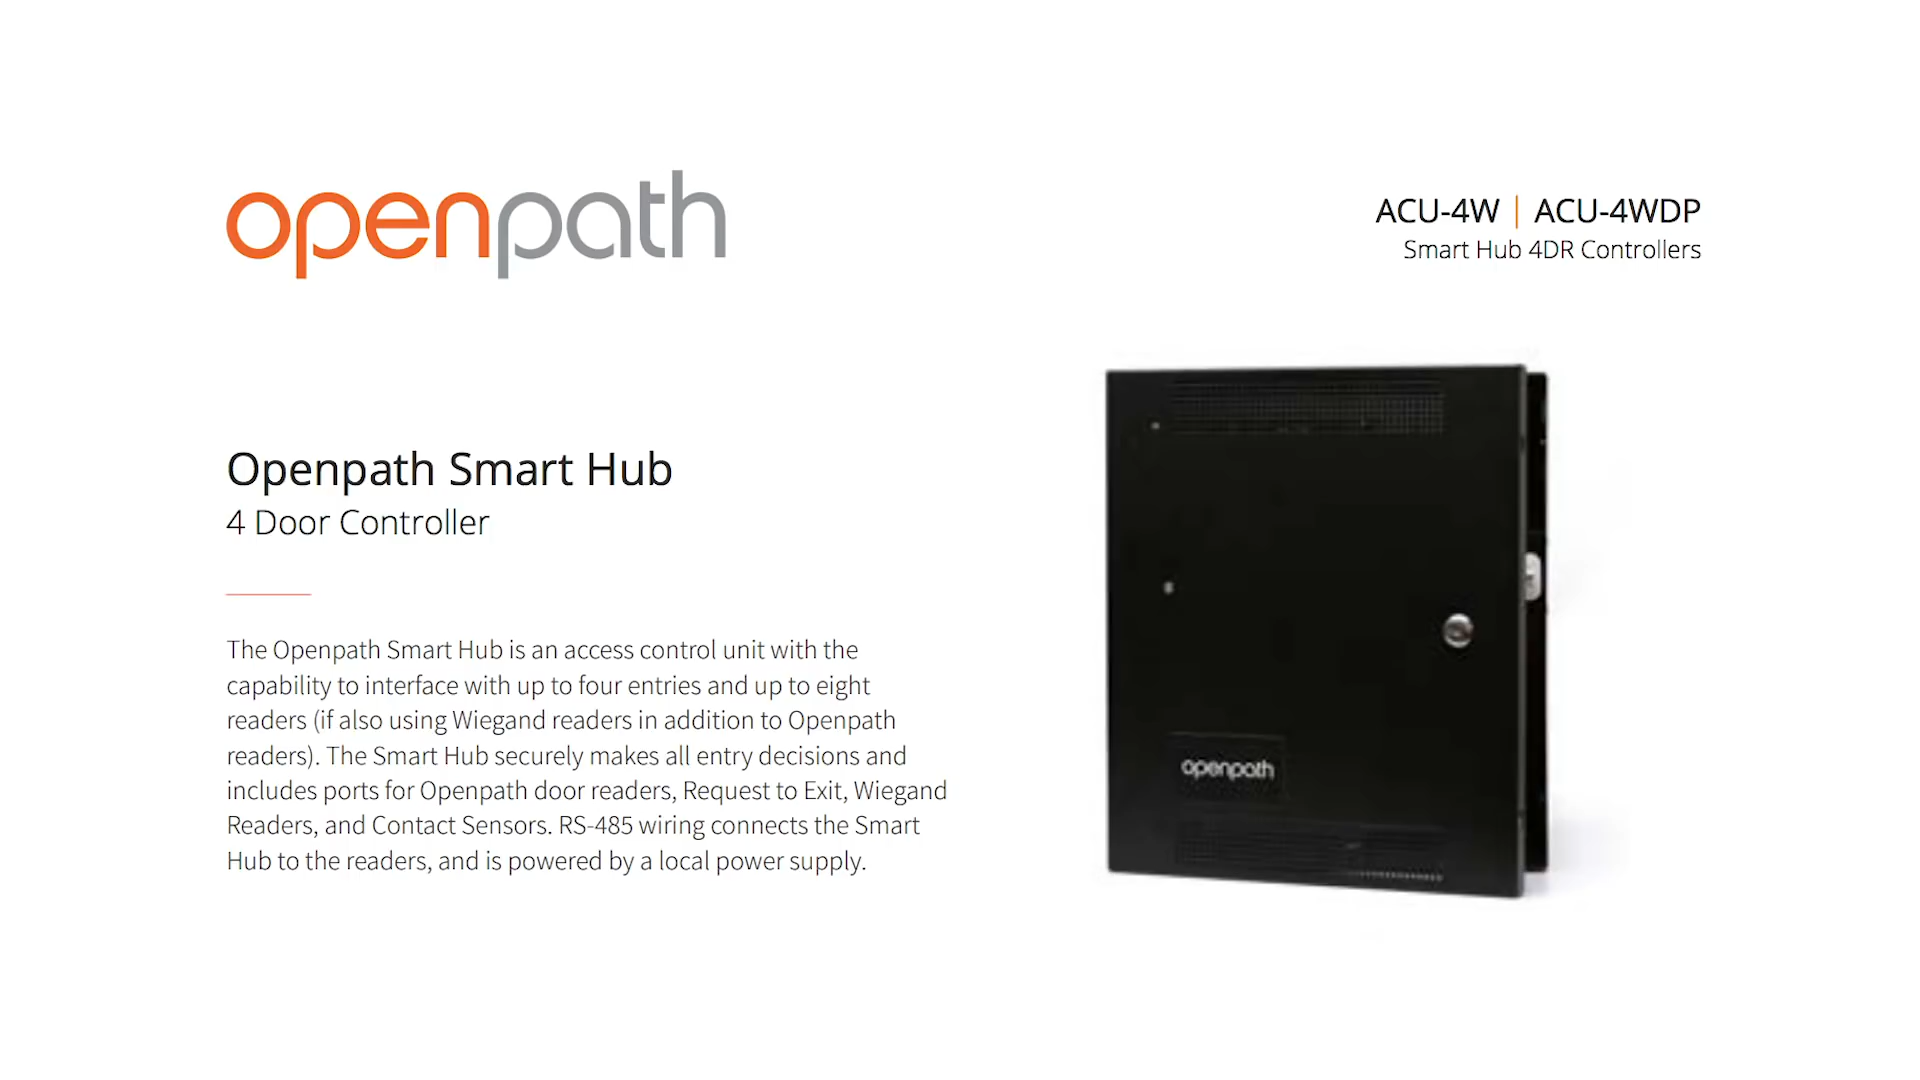 openpath
ACU-4W | ACU-4WDP
Smart Hub 4DR Controllers
Openpath Smart Hub
4 Door Controller
The Openpath Smart Hub is an access control unit with the
capability to interface with up to four entries and up to eight
readers (if also using Wiegand readers in addition to Openpath
readers). The Smart Hub securely makes all entry decisions and
includes ports for Openpath door readers, Request to Exit, Wiegand
Readers, and Contact Sensors. RS-485 wiring connects the Smart
Hub to the readers, and is powered by a local power supply.
openpath